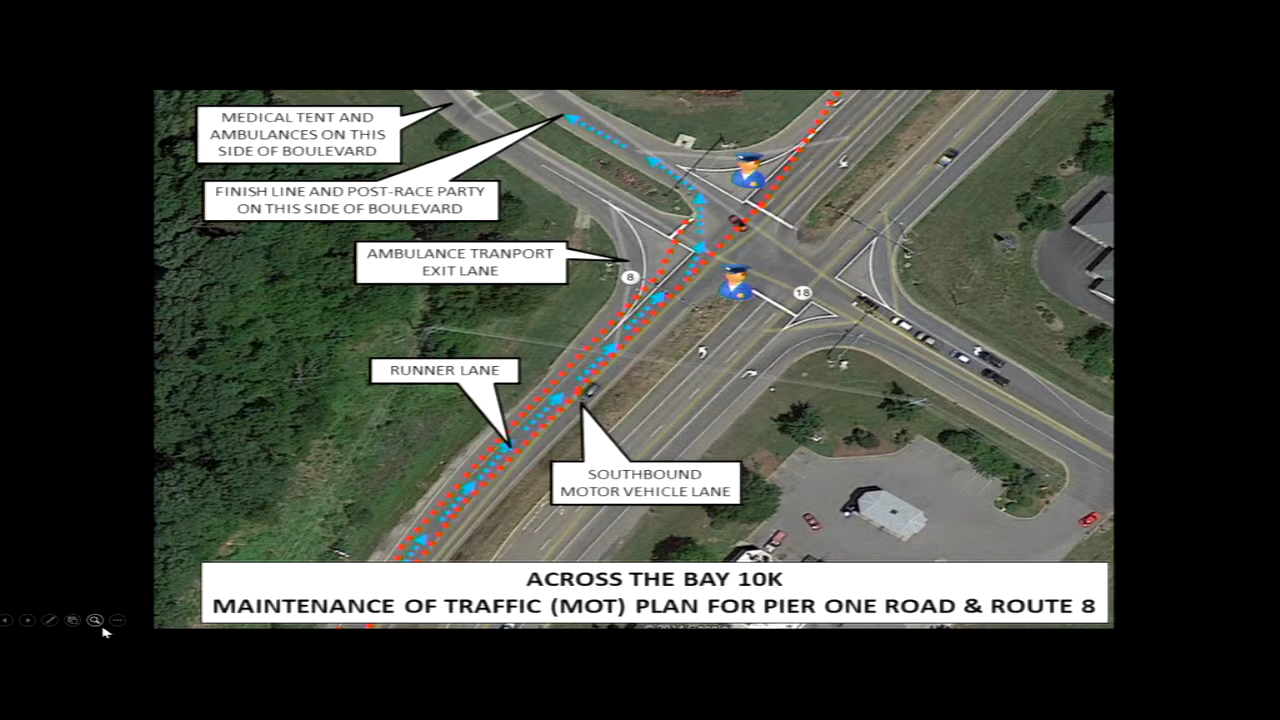 MEDICAL TENT AND
AMBULANCES ON THIS
SIDE OF BOULEVARD
FINISH LINE AND POST-RACE PARTY
ON THIS SIDE OF BOULEVARD
AMBULANCE TRANPORT
EXIT LANE
8
18
RUNNER LANE
SOUTHBOUND
MOTOR VEHICLE LANE
ACROSS THE BAY 10K
MAINTENANCE OF TRAFFIC (MOT) PLAN FOR PIER ONE ROAD & ROUTE 8